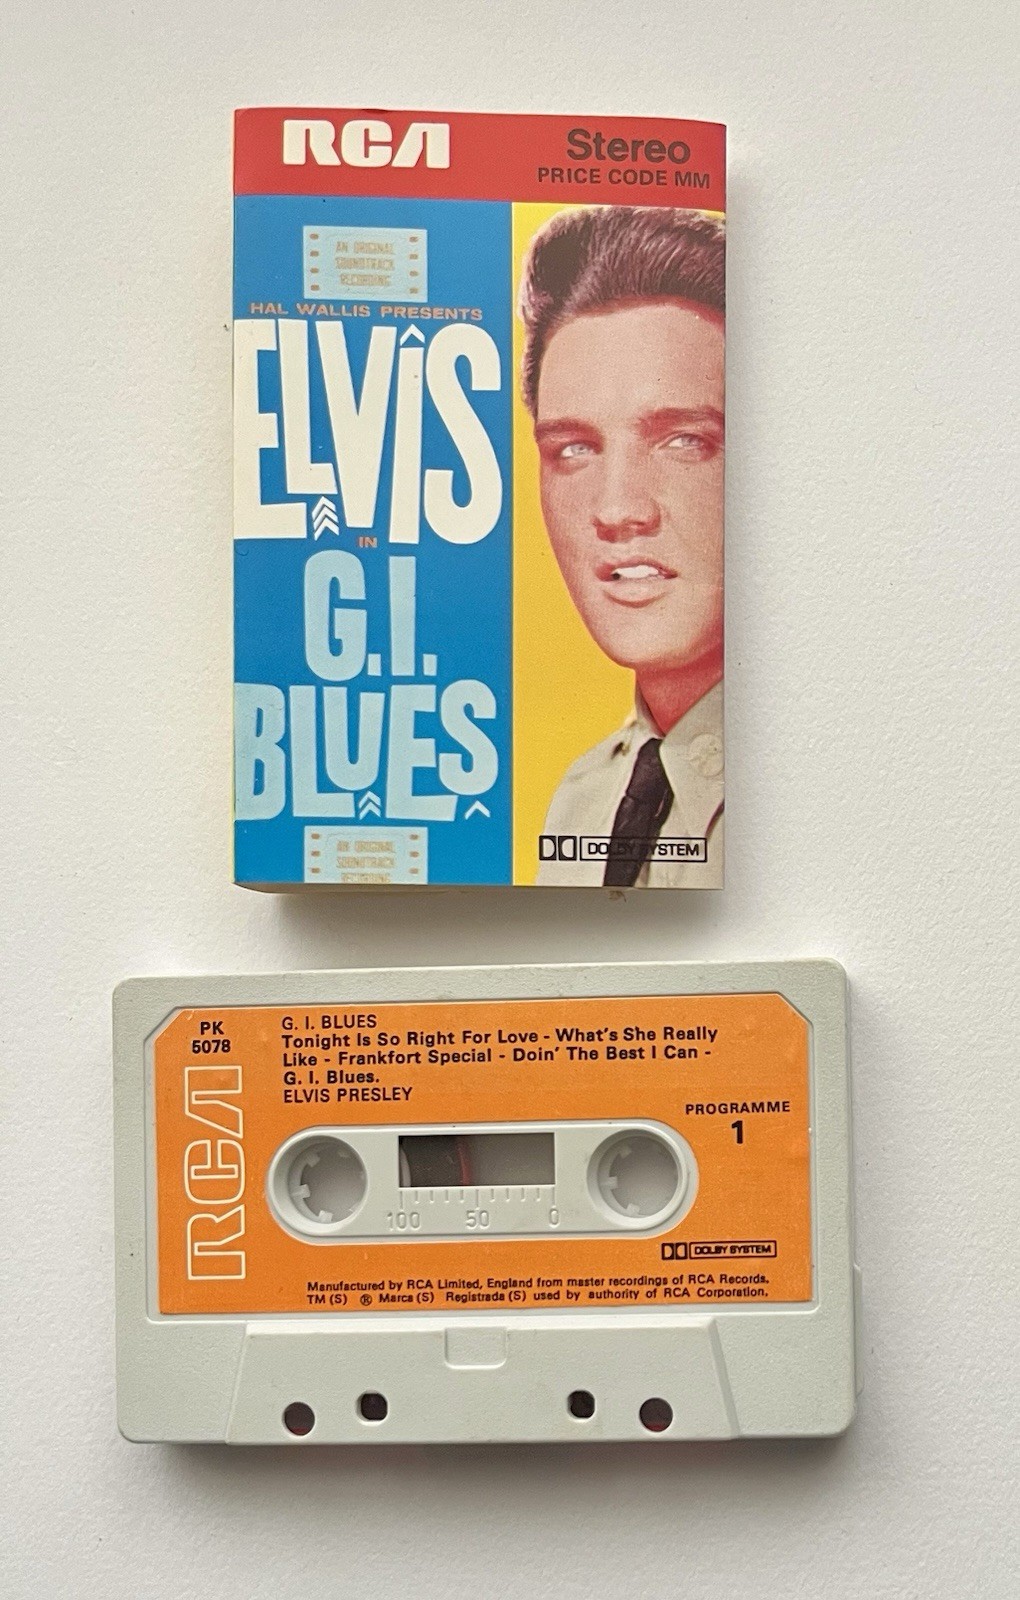 RCA
Stereo
PRICE CODE MM
AN ORIGINAL
SOUNDTRACK
RECORDING
HAL WALLIS PRESENTS
ELViS
IN
G.I.
BLUES
AN ORIGINAL
SOUNDTRACK
RECORDING
DOLBY SYSTEM
PK
5078
G. I. BLUES
Tonight Is So Right For Love - What's She Really
Like - Frankfort Special - Doin' The Best I Can -
G. I. Blues.
ELVIS PRESLEY
PROGRAMME
1
RCA
100 50 0
DOLBY SYSTEM
Manufactured by RCA Limited, England from master recordings of RCA Records.
TM (S) ® Marca (S) Registrada (S) used by authority of RCA Corporation.